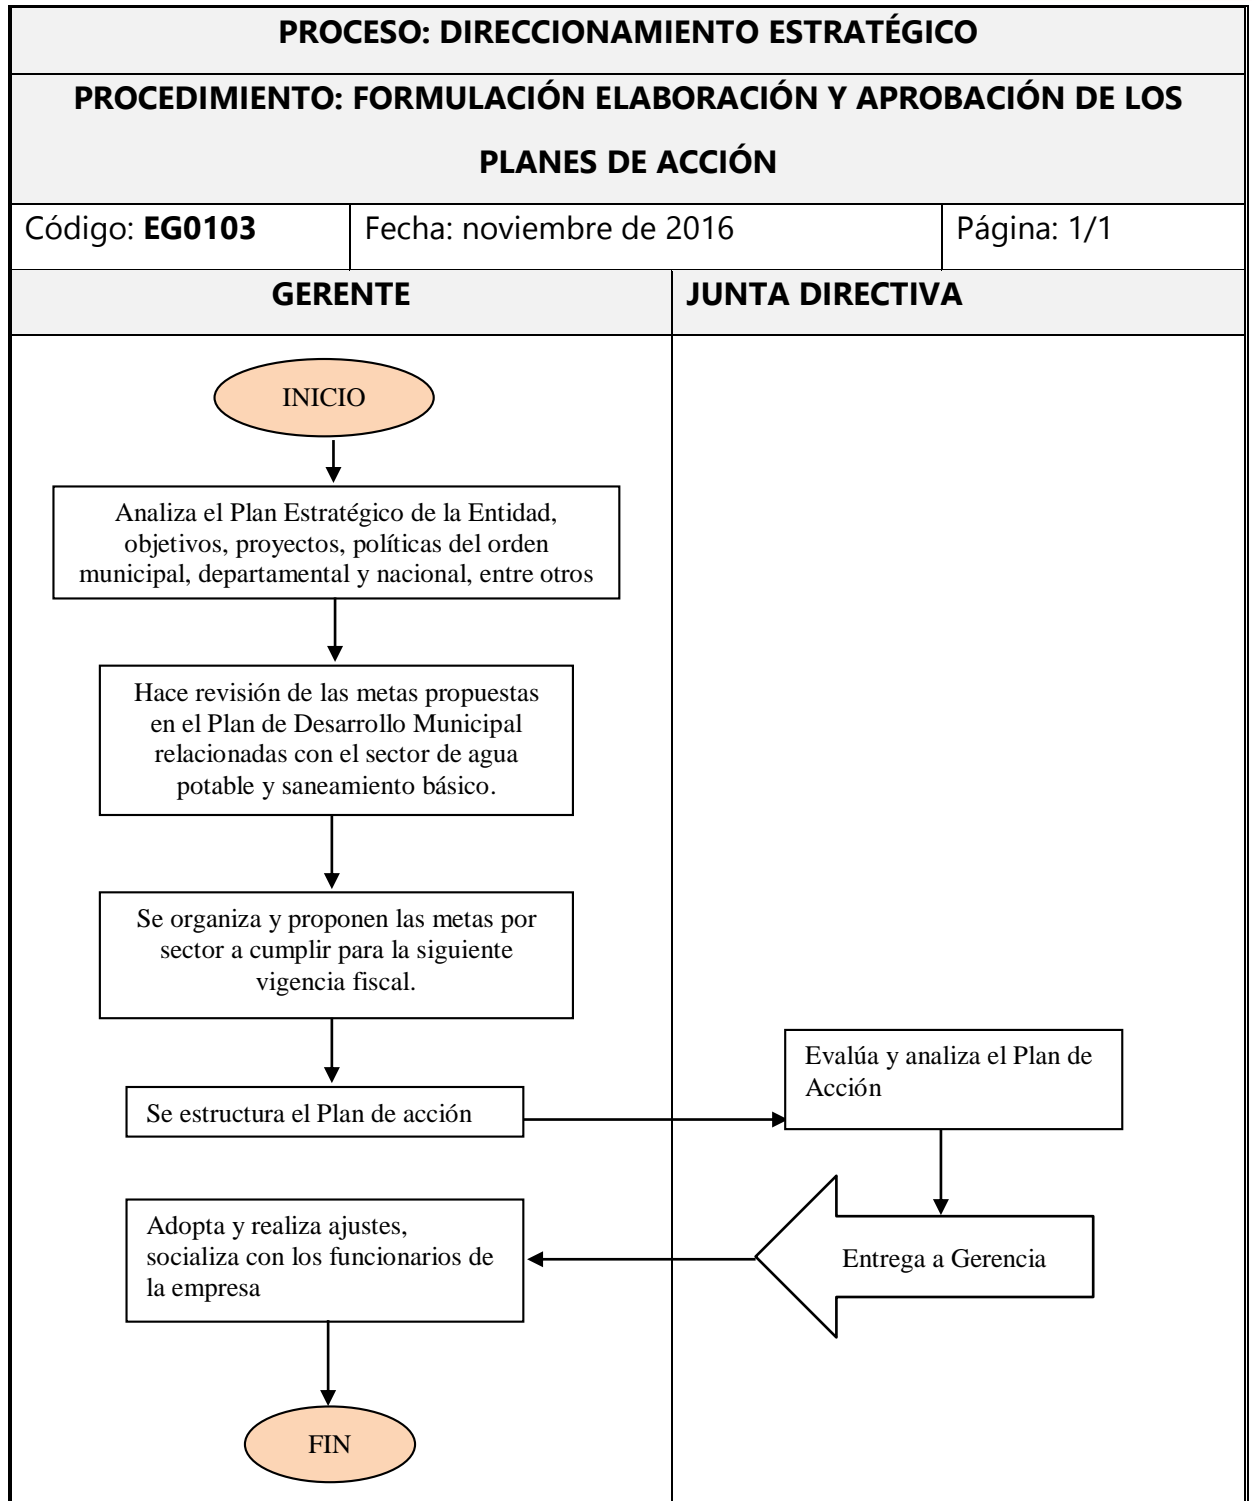 PROCESO: DIRECCIONAMIENTO ESTRATÉGICO
PROCEDIMIENTO: FORMULACIÓN ELABORACIÓN Y APROBACIÓN DE LOS
PLANES DE ACCIÓN
Código: EG0103
Fecha: noviembre de 2016
Página: 1/1
GERENTE
JUNTA DIRECTIVA
INICIO
Analiza el Plan Estratégico de la Entidad,
objetivos, proyectos, políticas del orden
municipal, departamental y nacional, entre otros
Hace revisión de las metas propuestas
en el Plan de Desarrollo Municipal
relacionadas con el sector de agua
potable y saneamiento básico.
Se organiza y proponen las metas por
sector a cumplir para la siguiente
vigencia fiscal.
Se estructura el Plan de acción
Evalúa y analiza el Plan de
Acción
Entrega a Gerencia
Adopta y realiza ajustes,
socializa con los funcionarios de
la empresa
FIN